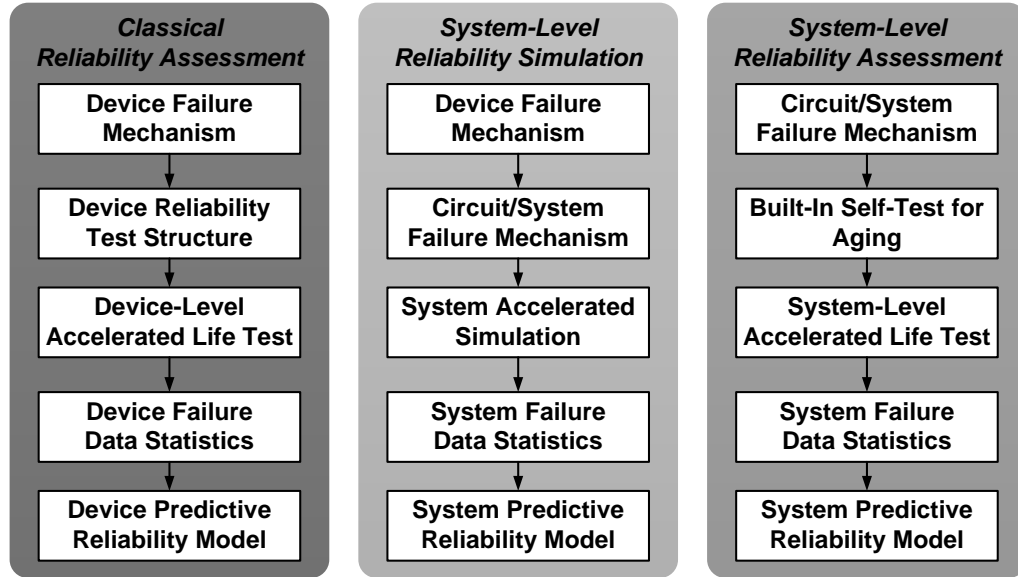 Classical
Reliability Assessment
Device Failure
Mechanism
Device Reliability
Test Structure
Device-Level
Accelerated Life Test
Device Failure
Data Statistics
Device Predictive
Reliability Model
System-Level
Reliability Simulation
Device Failure
Mechanism
Circuit/System
Failure Mechanism
System Accelerated
Simulation
System Failure
Data Statistics
System Predictive
Reliability Model
System-Level
Reliability Assessment
Circuit/System
Failure Mechanism
Built-In Self-Test for
Aging
System-Level
Accelerated Life Test
System Failure
Data Statistics
System Predictive
Reliability Model